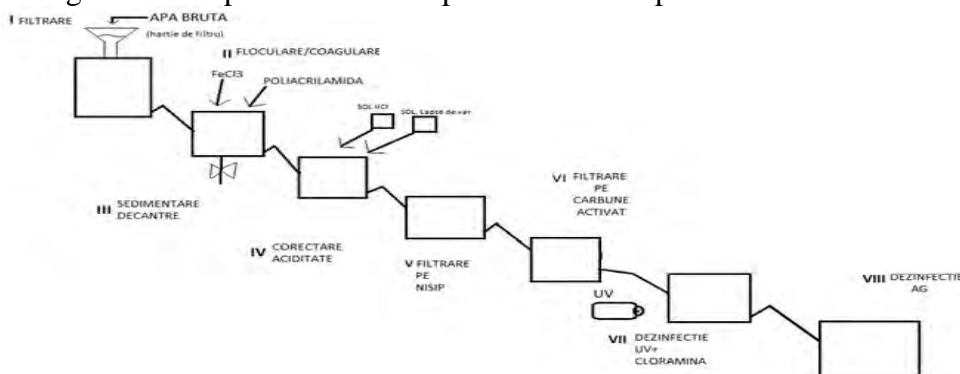 I FILTRARE
APA BRUTA
(hartie de filtru)
II FLOCULARE/COAGULARE
FeCl3
POLIACRILAMIDA
SOL HCl
SOL. Lapte de var
III SEDIMENTARE
DECANTRE
IV CORECTARE
ACIDITATE
V FILTRARE
PE
NISIP
VI FILTRARE
PE
CARBUNE
ACTIVAT
UV
VII DEZINFECTIE
UV+
CLORAMINA
VIII DEZINFECTIE
AG